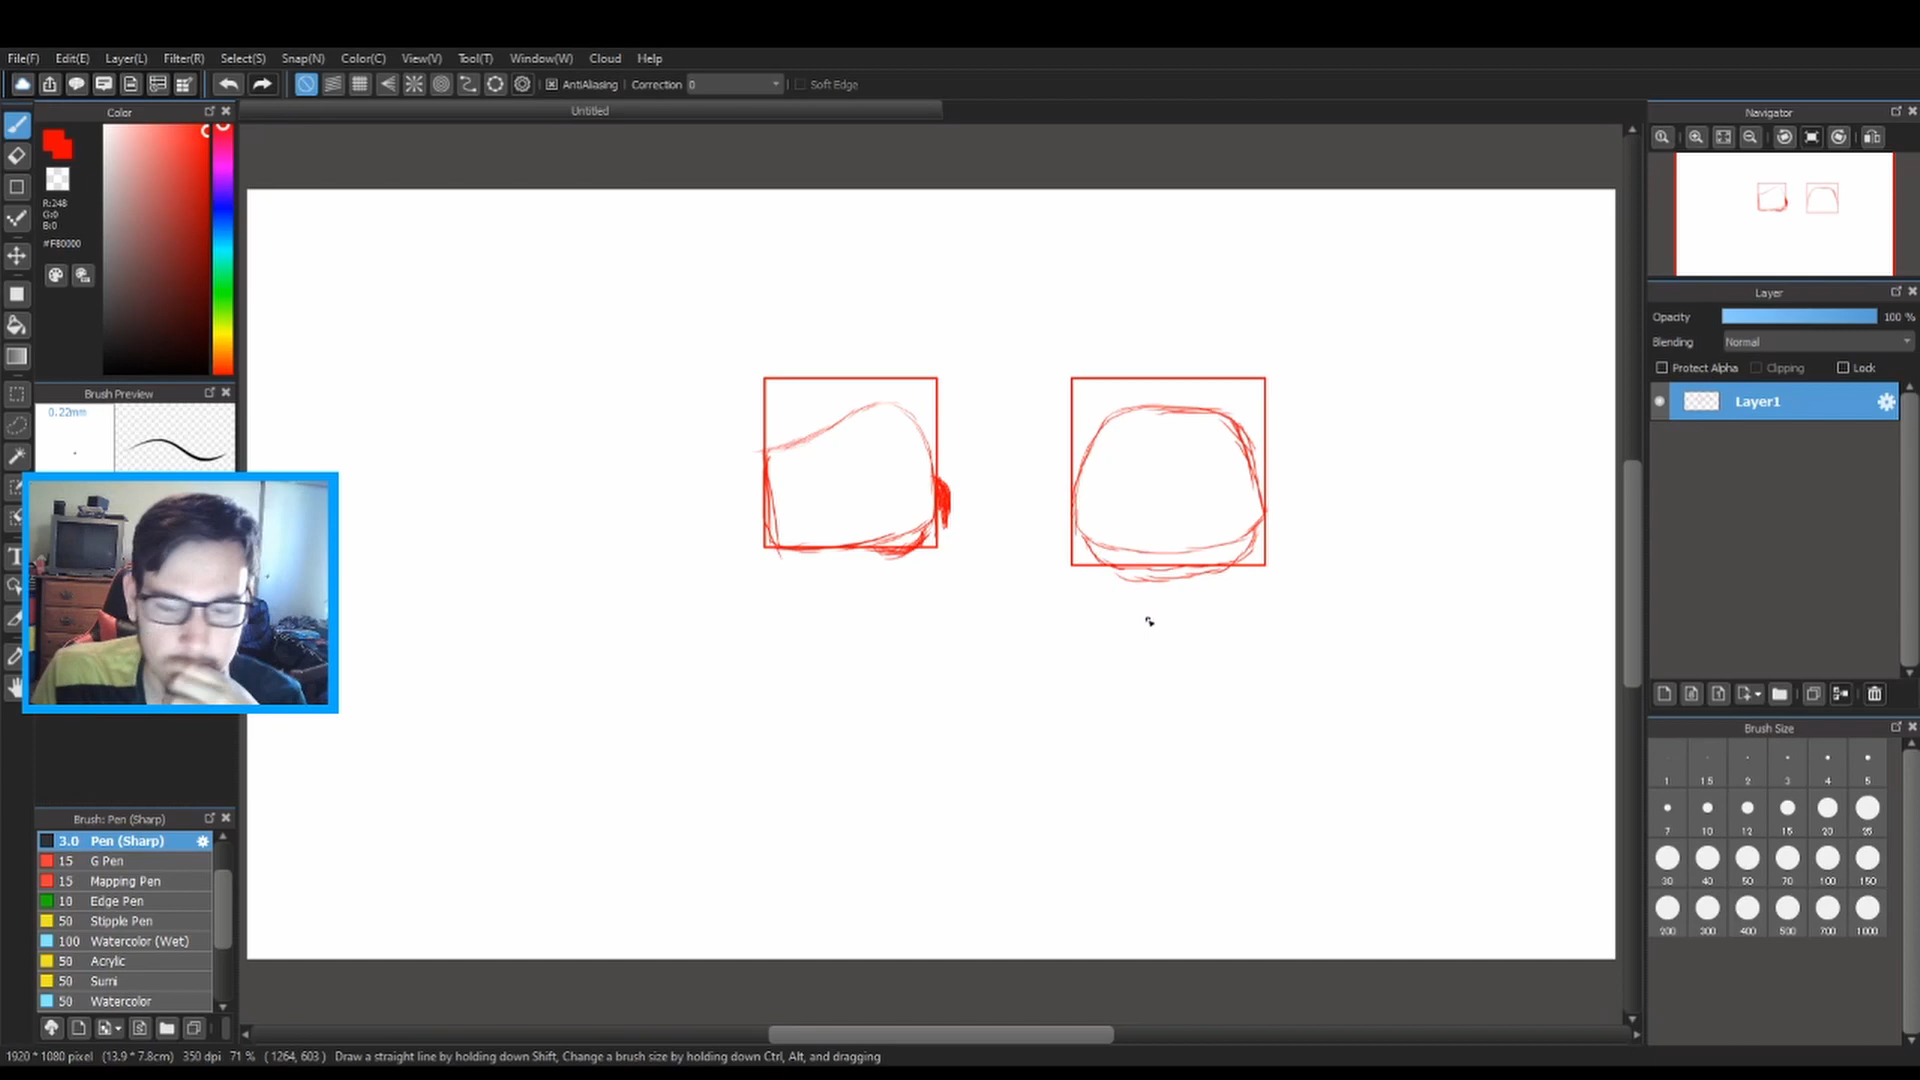 File(F) Edit(E) Layer(L) Filter(R) Select(S) Snap(N) Color(C) View(V) Tool(T) Window(W) Cloud Help
AntiAliasing Correction 0 Soft Edge
Color
Untitled
Navigator
R:248
G:0
B:0
#F80000
Layer
Opacity 100 %
Blending Normal
Protect Alpha Clipping Lock
Layer1
Brush Preview
0.22mm
T
Brush Size
1 1.5 2 3 4 5
7 10 12 15 20 25
30 40 50 70 100 150
200 300 400 500 700 1000
Brush: Pen (Sharp)
3.0 Pen (Sharp)
15 G Pen
15 Mapping Pen
10 Edge Pen
50 Stipple Pen
100 Watercolor (Wet)
50 Acrylic
50 Sumi
50 Watercolor
1920 * 1080 pixel (13.9 * 7.8cm) 350 dpi 71 % ( 1264, 603 ) Draw a straight line by holding down Shift, Change a brush size by holding down Ctrl, Alt, and dragging